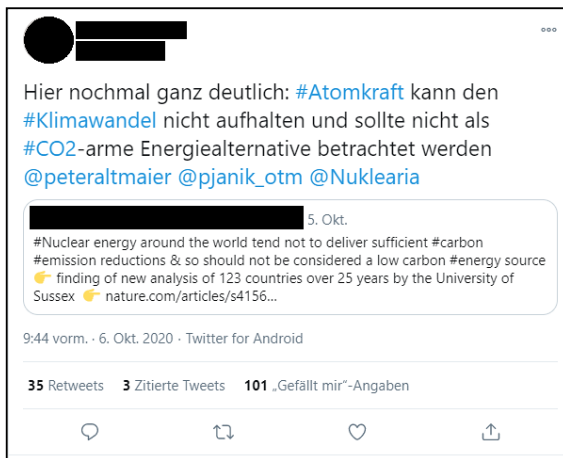 Hier nochmal ganz deutlich: #Atomkraft kann den
#Klimawandel nicht aufhalten und sollte nicht als
#CO2-arme Energiealternative betrachtet werden
@peteraltmaier @pjanik_otm @Nuklearia
5. Okt.
#Nuclear energy around the world tend not to deliver sufficient #carbon
#emission reductions & so should not be considered a low carbon #energy source
👉 finding of new analysis of 123 countries over 25 years by the University of
Sussex 👉 nature.com/articles/s4156...
9:44 vorm. · 6. Okt. 2020 · Twitter for Android
35 Retweets 3 Zitierte Tweets 101 „Gefällt mir“-Angaben